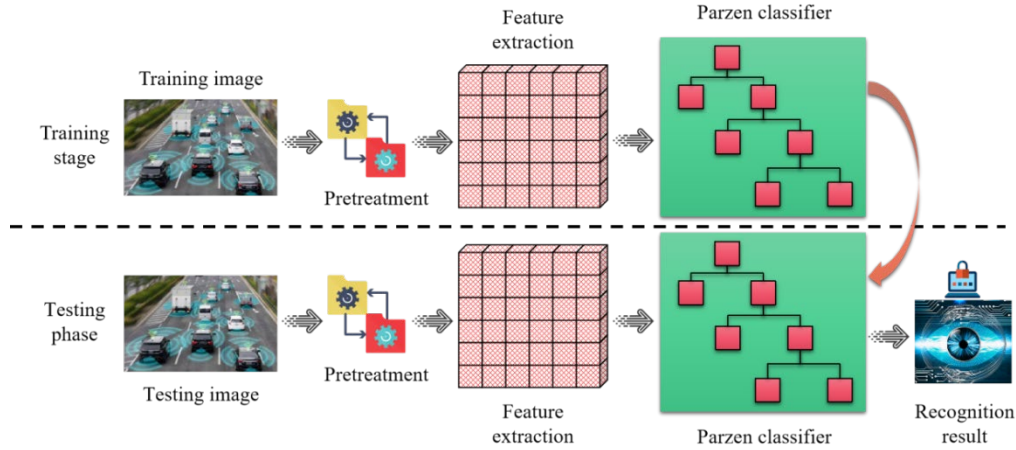 Parzen classifier
Feature
extraction
Training image
Training
stage
Pretreatment
Testing
phase
Pretreatment
Testing image
Feature
extraction
Parzen classifier
Recognition
result